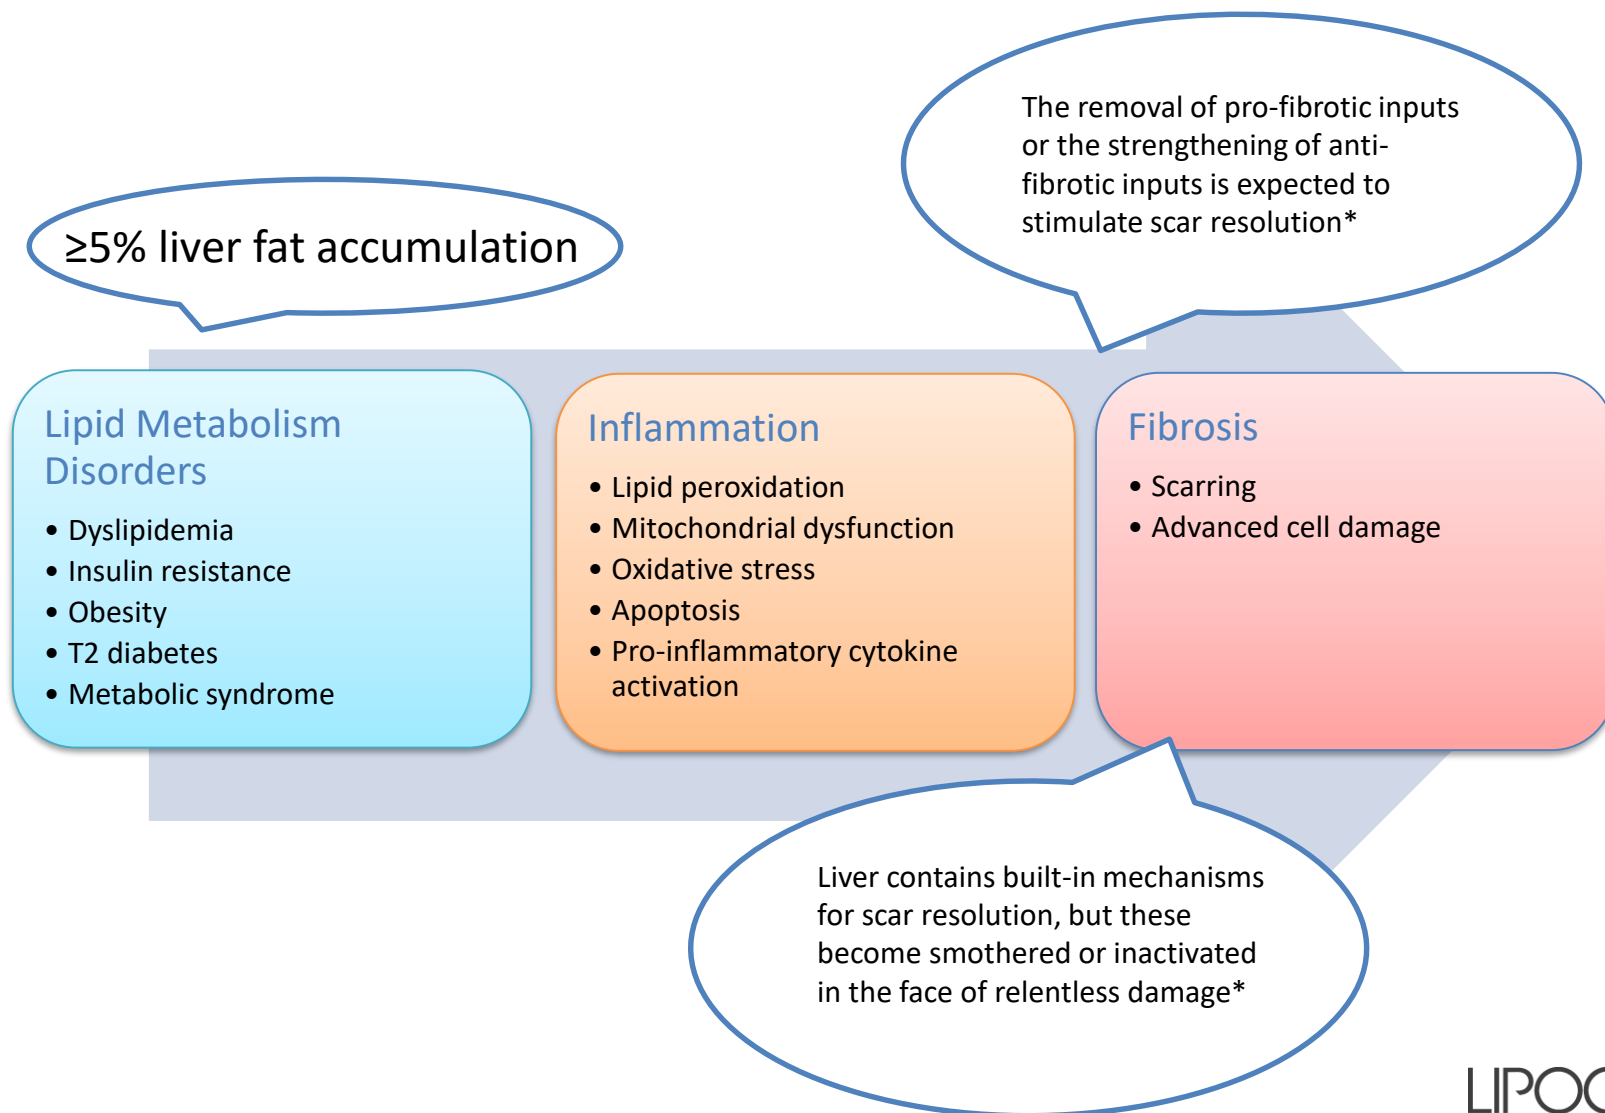 The removal of pro-fibrotic inputs
or the strengthening of anti-
fibrotic inputs is expected to
stimulate scar resolution*
≥5% liver fat accumulation
Lipid Metabolism
Disorders
• Dyslipidemia
• Insulin resistance
• Obesity
• T2 diabetes
• Metabolic syndrome
Inflammation
• Lipid peroxidation
• Mitochondrial dysfunction
• Oxidative stress
• Apoptosis
• Pro-inflammatory cytokine
activation
Fibrosis
• Scarring
• Advanced cell damage
Liver contains built-in mechanisms
for scar resolution, but these
become smothered or inactivated
in the face of relentless damage*